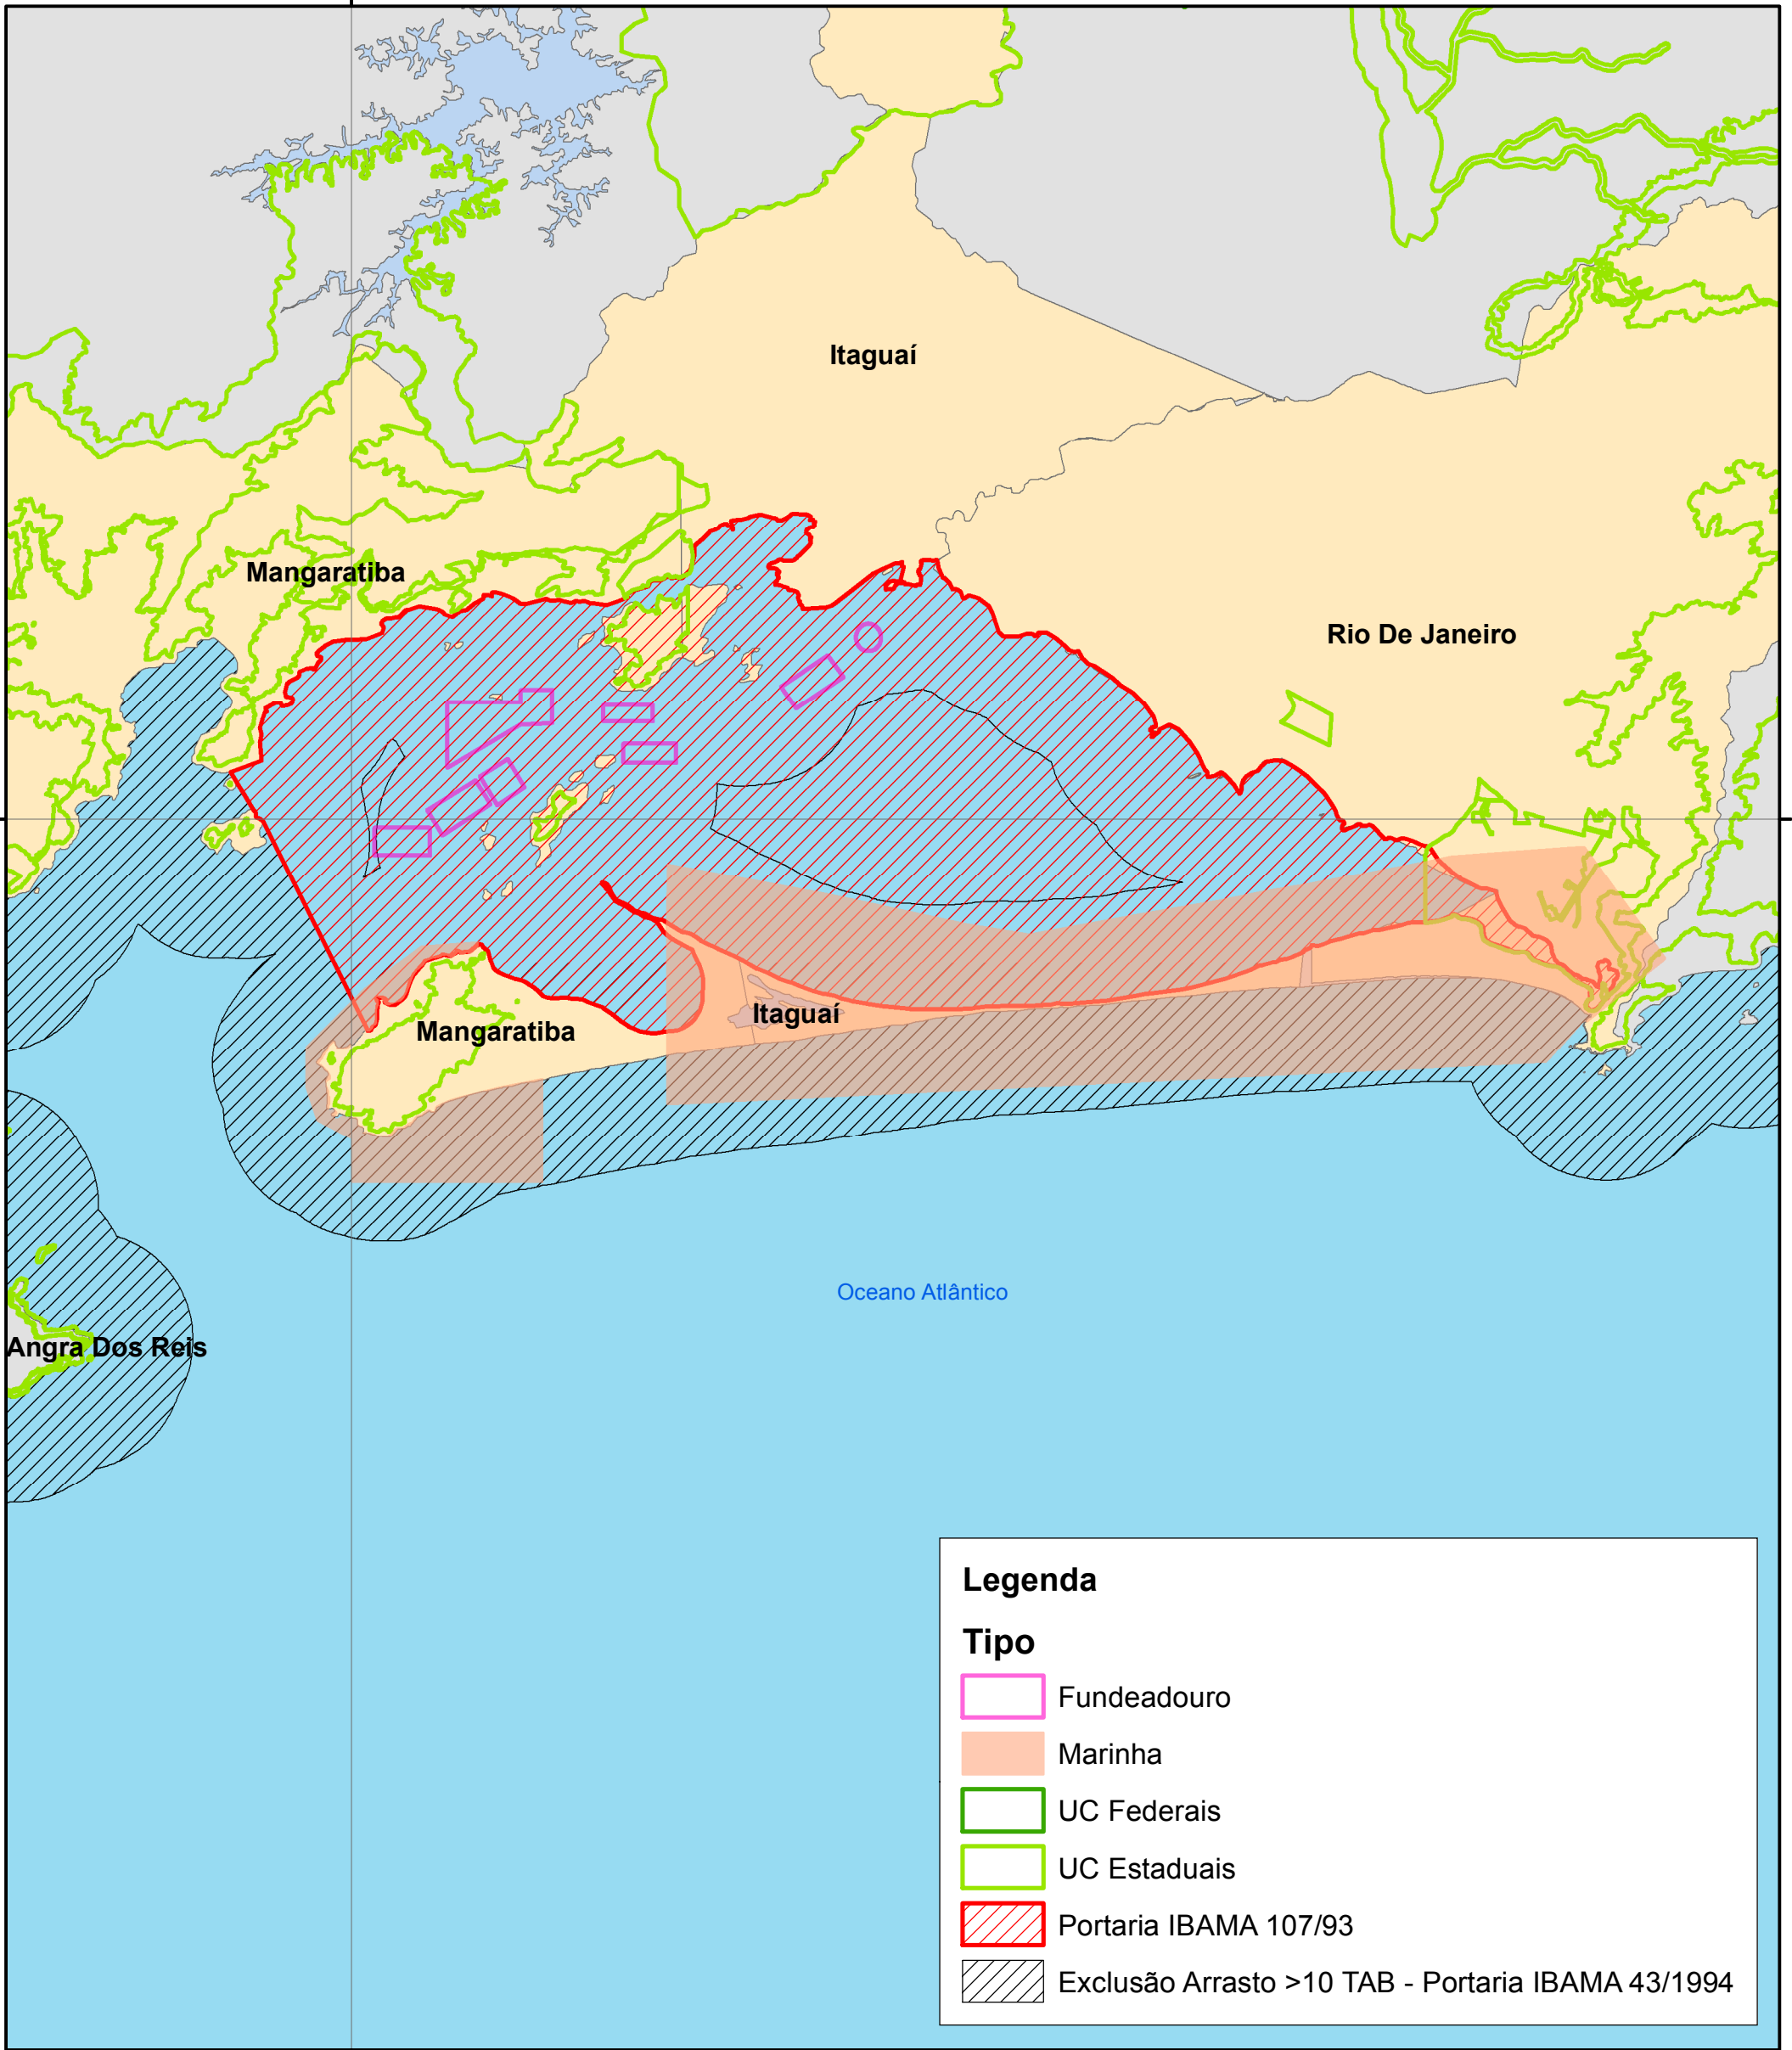 Itaguaí
Mangaratiba
Rio De Janeiro
Itaguaí
Mangaratiba
Oceano Atlântico
Angra Dos Reis
Legenda
Tipo
Fundeadouro
Marinha
UC Federais
UC Estaduais
Portaria IBAMA 107/93
Exclusão Arrasto >10 TAB - Portaria IBAMA 43/1994